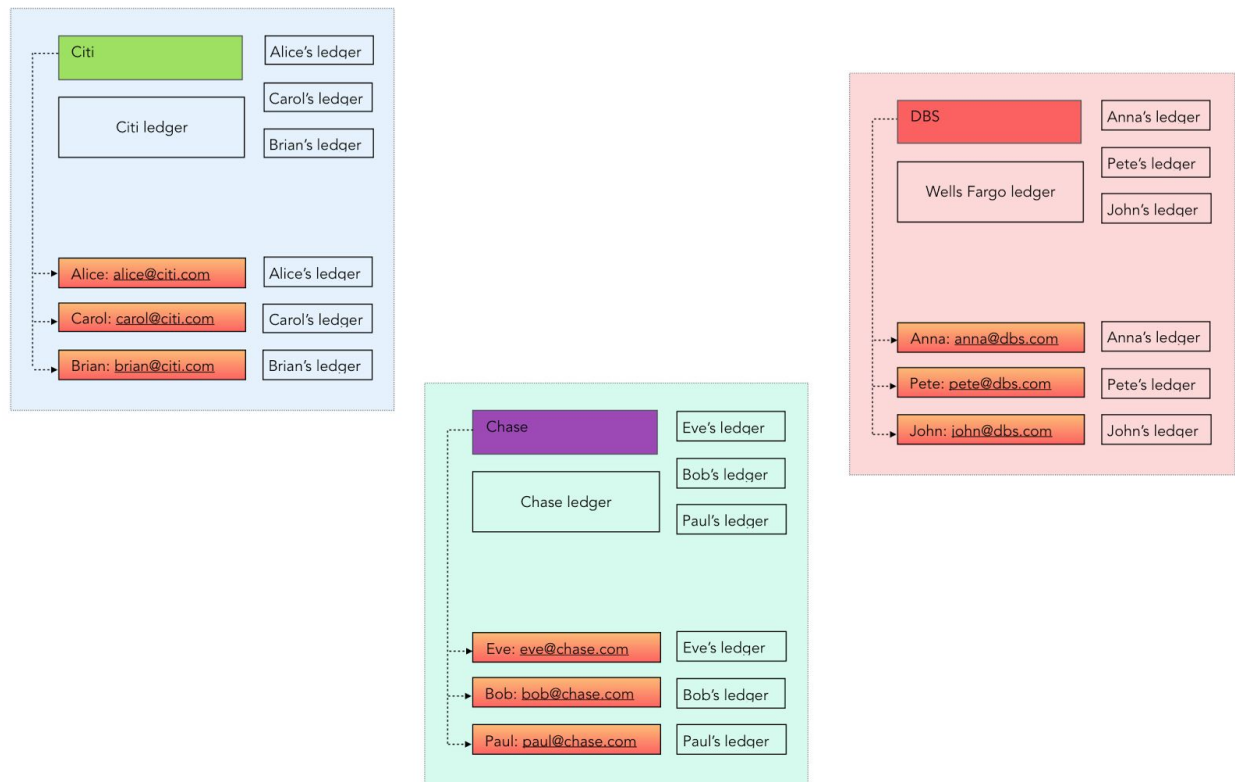 Citi
Alice's ledger
Carol's ledger
Citi ledger
Brian's ledger
Alice: alice@citi.com
Alice's ledger
Carol: carol@citi.com
Carol's ledger
Brian: brian@citi.com
Brian's ledger
Chase
Eve's ledger
Bob's ledger
Chase ledger
Paul's ledger
Eve: eve@chase.com
Eve's ledger
Bob: bob@chase.com
Bob's ledger
Paul: paul@chase.com
Paul's ledger
DBS
Anna's ledger
Pete's ledger
Wells Fargo ledger
John's ledger
Anna: anna@dbs.com
Anna's ledger
Pete: pete@dbs.com
Pete's ledger
John: john@dbs.com
John's ledger